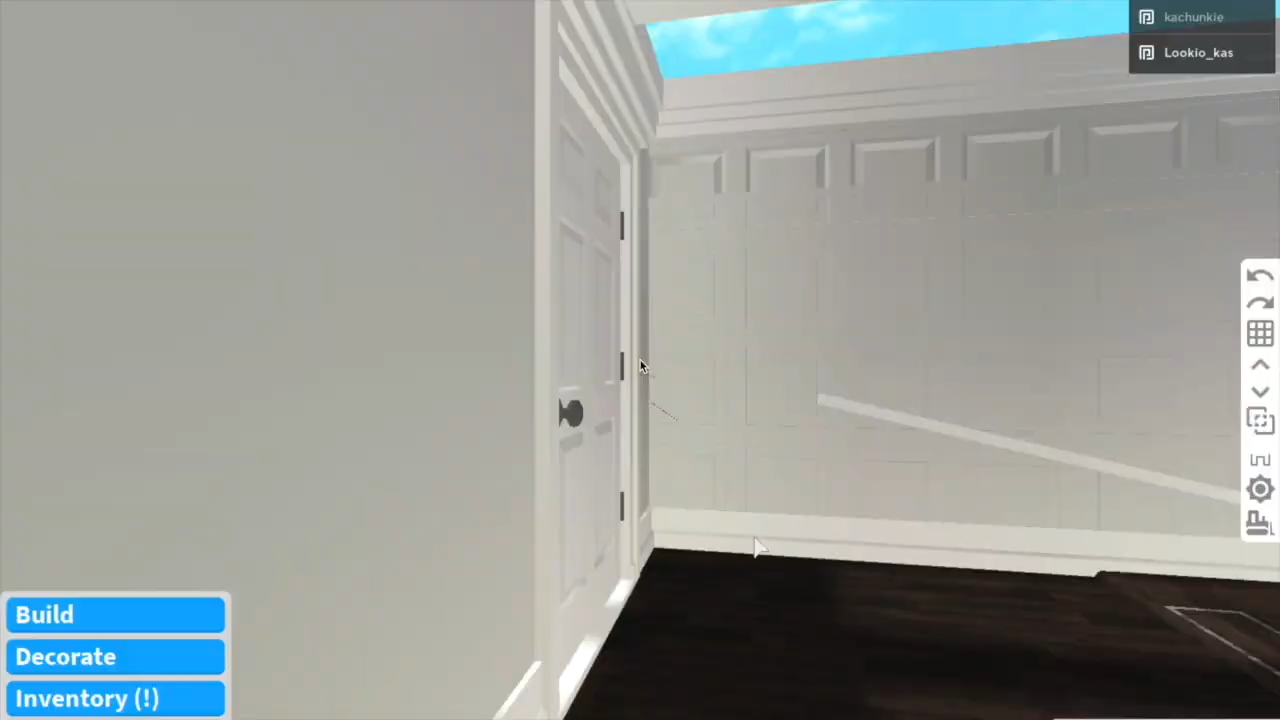 kachunkie
Lookio_kas
Build
Decorate
Inventory (!)